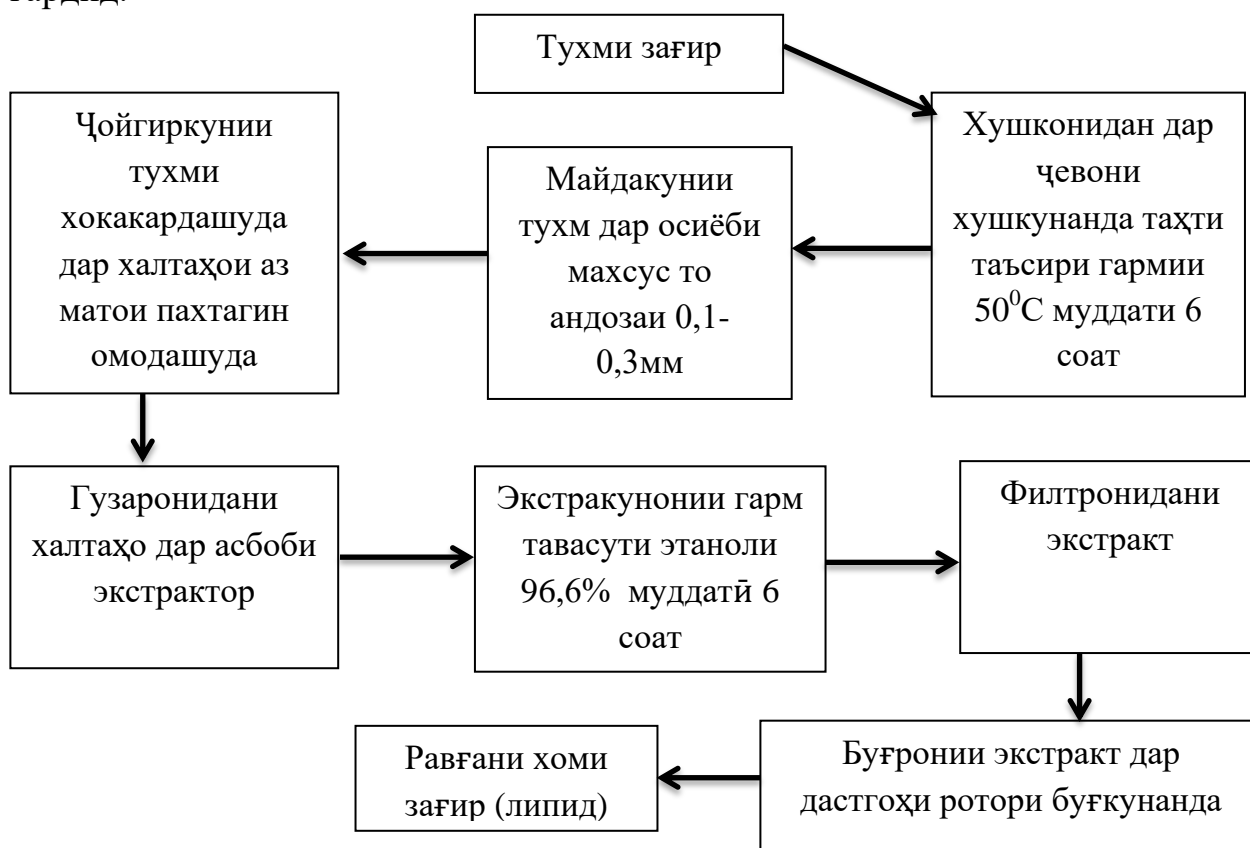 Тухми зағир
Хушконидан дар
ҷевони
хушкунанда таҳти
таъсири гармии
50⁰С муддати 6
соат
Майдакунии
тухм дар осиёби
махсус то
андозаи 0,1-
0,3мм
Ҷойгиркунии
тухми
хокакардашуда
дар халтаҳои аз
матои пахтагин
омодашуда
Гузаронидани
халтаҳо дар асбоби
экстрактор
Экстракунонии гарм
тавасути этаноли
96,6% муддатӣ 6
соат
Филтронидани
экстракт
Буғронии экстракт дар
дастгоҳи ротори буғкунанда
Равғани хоми
зағир (липид)